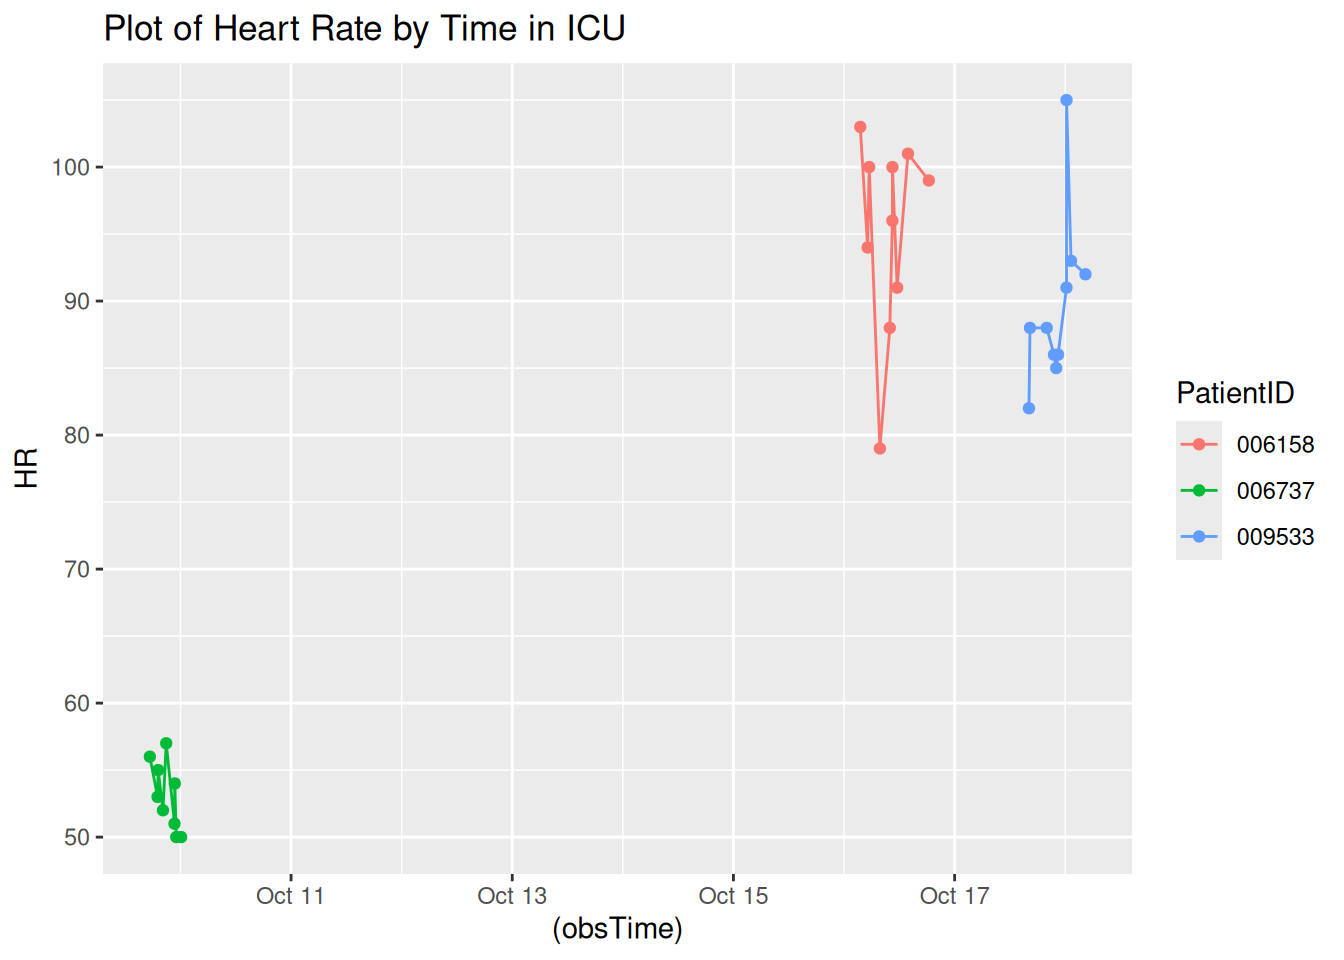 Plot of Heart Rate by Time in ICU
100
90
80
70
60
50
HR
Oct 11
Oct 13
Oct 15
Oct 17
(obsTime)
PatientID
006158
006737
009533